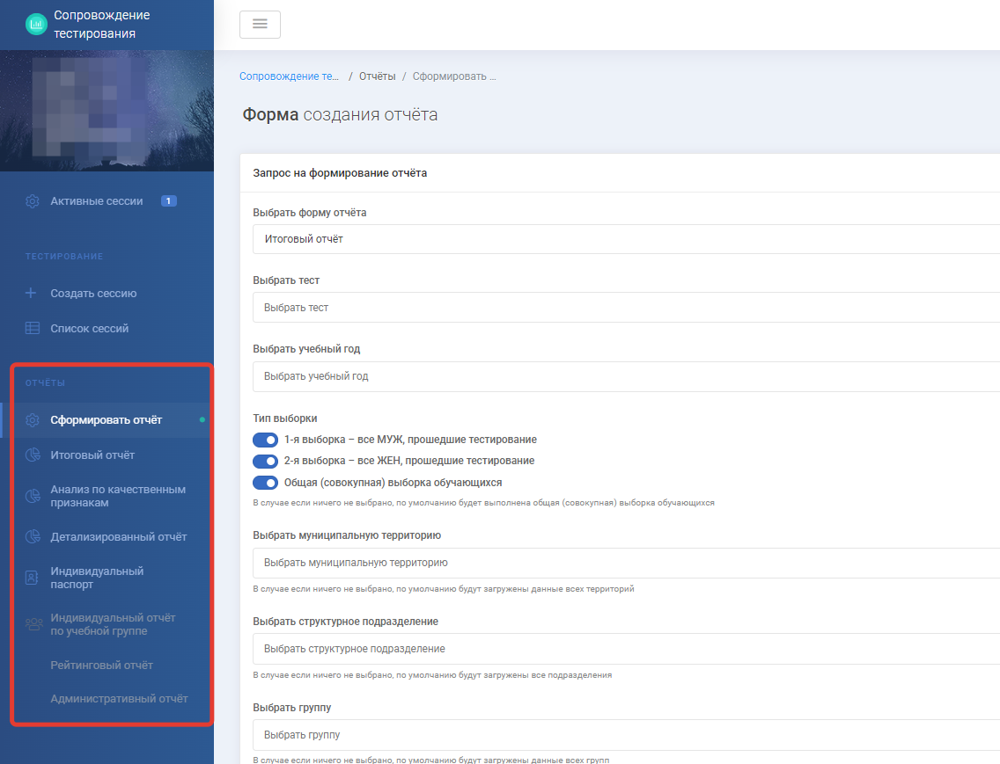 Сопровождение
тестирования
Активные сессии 1
ТЕСТИРОВАНИЕ
Создать сессию
Список сессий
ОТЧЁТЫ
Сформировать отчёт
Итоговый отчёт
Анализ по качественным
признакам
Детализированный отчёт
Индивидуальный
паспорт
Индивидуальный отчёт
по учебной группе
Рейтинговый отчёт
Административный отчёт
Сопровождение те... / Отчёты / Сформировать ...
Форма создания отчёта
Запрос на формирование отчёта
Выбрать форму отчёта
Итоговый отчёт
Выбрать тест
Выбрать тест
Выбрать учебный год
Выбрать учебный год
Тип выборки
1-я выборка – все МУЖ, прошедшие тестирование
2-я выборка – все ЖЕН, прошедшие тестирование
Общая (совокупная) выборка обучающихся
В случае если ничего не выбрано, по умолчанию будет выполнена общая (совокупная) выборка обучающихся
Выбрать муниципальную территорию
Выбрать муниципальную территорию
В случае если ничего не выбрано, по умолчанию будут загружены данные всех территорий
Выбрать структурное подразделение
Выбрать структурное подразделение
В случае если ничего не выбрано, по умолчанию будут загружены все подразделения
Выбрать группу
Выбрать группу
В случае если ничего не выбрано, по умолчанию будут загружены данные всех групп